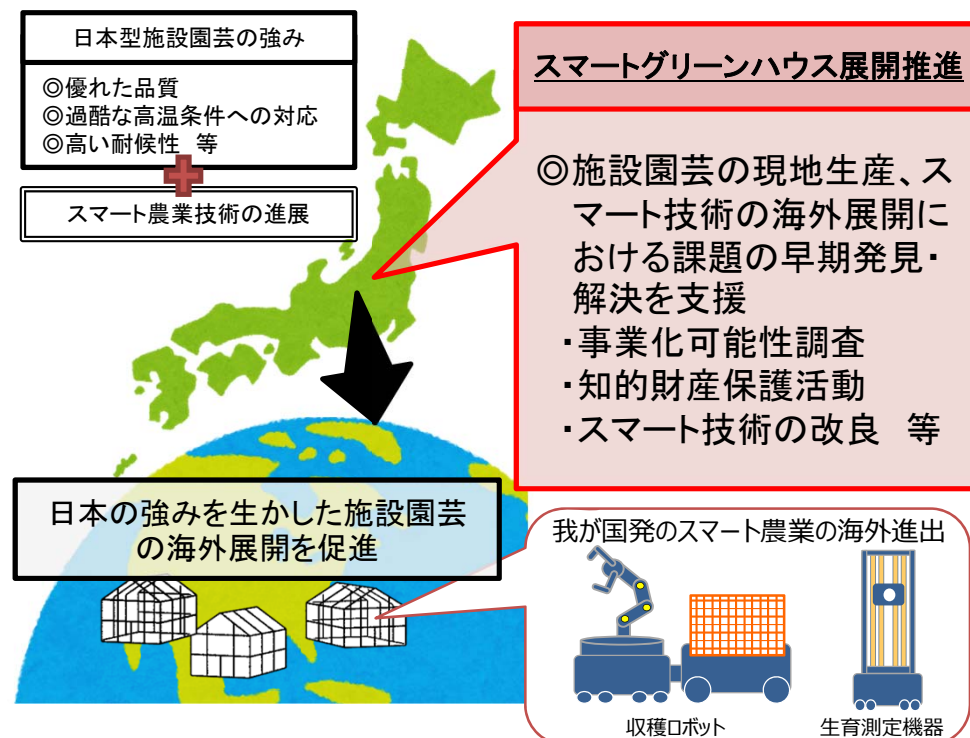 日本型施設園芸の強み
◎優れた品質
◎過酷な高温条件への対応
◎高い耐候性 等
スマート農業技術の進展
スマートグリーンハウス展開推進
◎施設園芸の現地生産、ス
マート技術の海外展開に
おける課題の早期発見・
解決を支援
・事業化可能性調査
・知的財産保護活動
・スマート技術の改良 等
日本の強みを生かした施設園芸
の海外展開を促進
我が国発のスマート農業の海外進出
収穫ロボット
生育測定機器